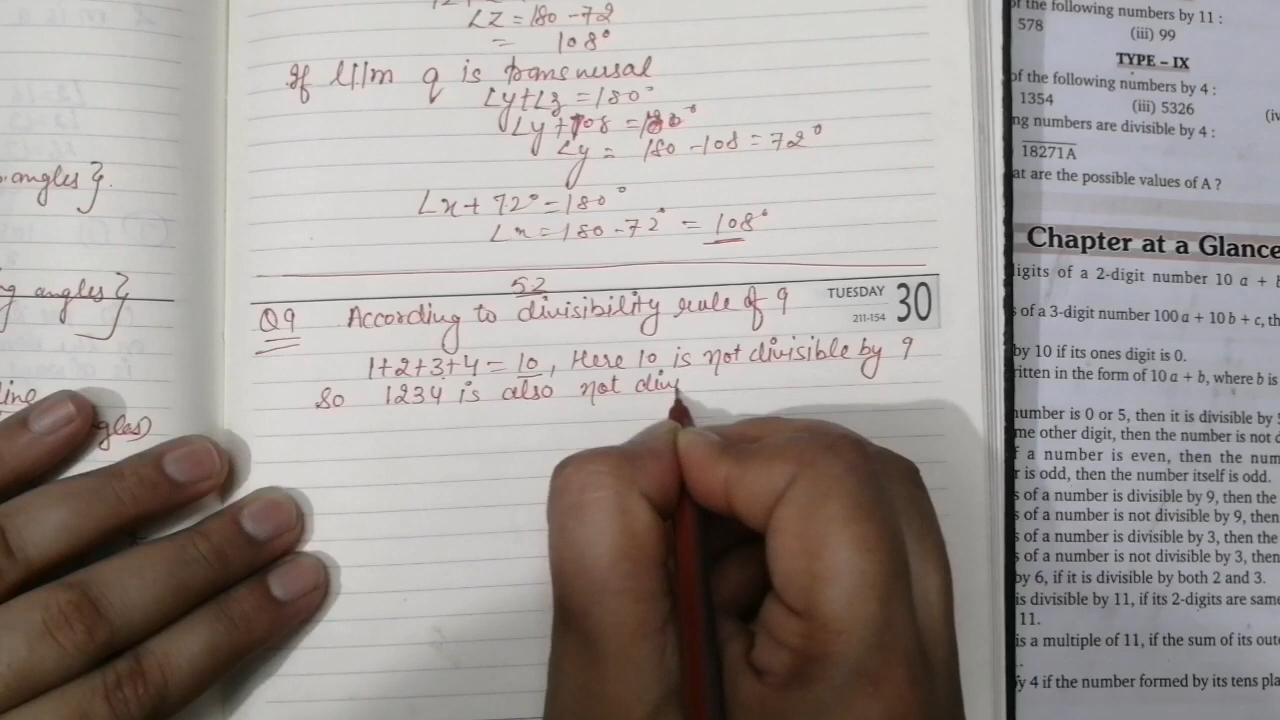 ∠Z = 180 - 72
= 108°
If l||m q is transversal
∠y + ∠z = 180°
∠y + 108 = 180°
∠y = 180 - 108 = 72°
∠x + 72° = 180°
∠x = 180 - 72° = 108°
angles }.
angles }
line
gles)
5.2
TUESDAY 30
211-154
Q9 According to divisibility rule of 9
1+2+3+4 = 10, Here 10 is not divisible by 9
So 1234 is also not div
of the following numbers by 11 :
578 (iii) 99
TYPE – IX
of the following numbers by 4 :
1354 (iii) 5326 (iv
ng numbers are divisible by 4 :
18271A
at are the possible values of A ?
Chapter at a Glance
digits of a 2-digit number 10 a + b
s of a 3-digit number 100 a + 10 b + c, th
by 10 if its ones digit is 0.
ritten in the form of 10 a + b, where b is
number is 0 or 5, then it is divisible by
me other digit, then the number is not d
f a number is even, then the num
r is odd, then the number itself is odd.
s of a number is divisible by 9, then the
s of a number is not divisible by 9, then
s of a number is divisible by 3, then the
s of a number is not divisible by 3, then
by 6, if it is divisible by both 2 and 3.
is divisible by 11, if its 2-digits are same
11.
is a multiple of 11, if the sum of its out
by 4 if the number formed by its tens pla